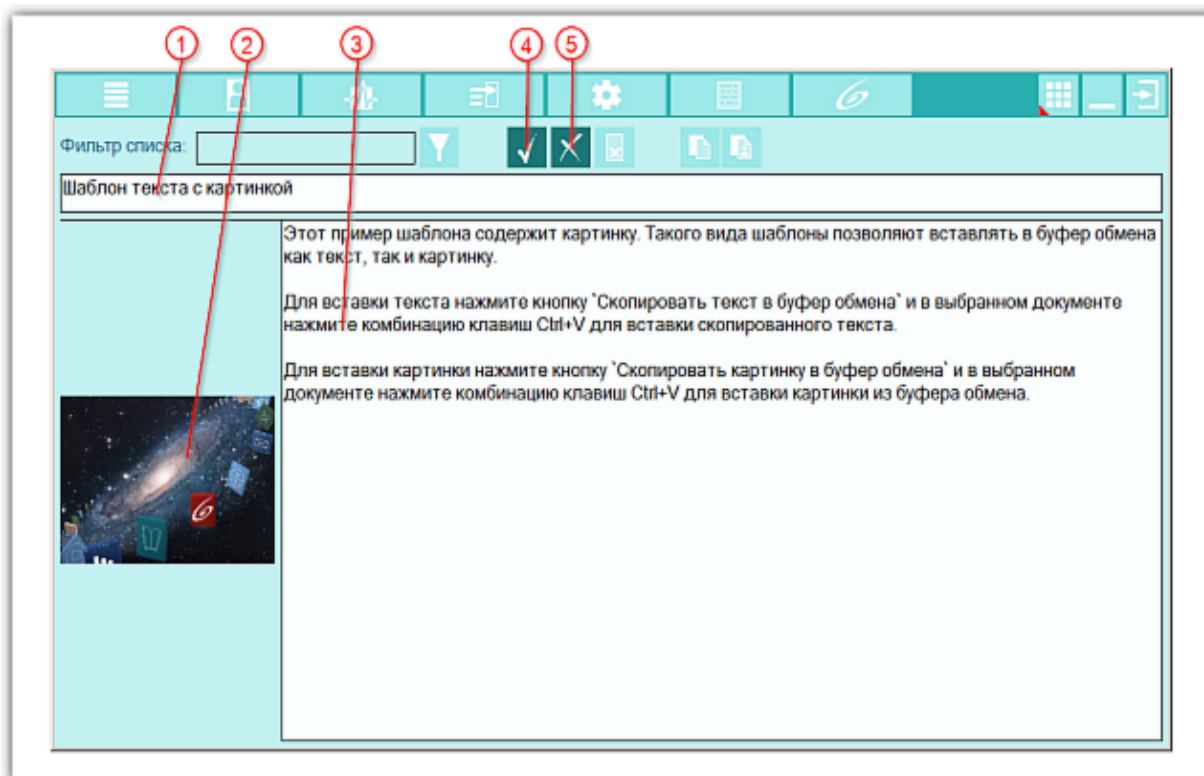 1 2 3 4 5
Фильтр списка:
Шаблон текста с картинкой
Этот пример шаблона содержит картинку. Такого вида шаблоны позволяют вставлять в буфер обмена
как текст, так и картинку.
Для вставки текста нажмите кнопку `Скопировать текст в буфер обмена` и в выбранном документе
нажмите комбинацию клавиш Ctrl+V для вставки скопированного текста.
Для вставки картинки нажмите кнопку `Скопировать картинку в буфер обмена` и в выбранном
документе нажмите комбинацию клавиш Ctrl+V для вставки картинки из буфера обмена.